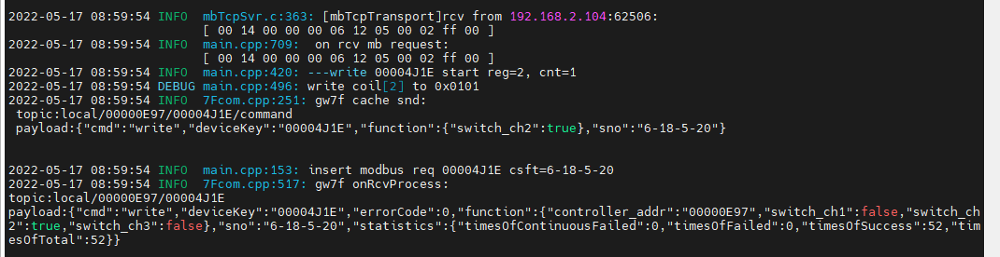 2022-05-17 08:59:54 INFO  mbTcpSvr.c:363: [mbTcpTransport]rcv from 192.168.2.104:62506:
[ 00 14 00 00 00 06 12 05 00 02 ff 00 ]
2022-05-17 08:59:54 INFO  main.cpp:709:  on rcv mb request:
[ 00 14 00 00 00 06 12 05 00 02 ff 00 ]
2022-05-17 08:59:54 INFO  main.cpp:420: ---write 00004J1E start reg=2, cnt=1
2022-05-17 08:59:54 DEBUG main.cpp:496: write coil[2] to 0x0101
2022-05-17 08:59:54 INFO  7Fcom.cpp:251: gw7f cache snd:
topic:local/00000E97/00004J1E/command
payload:{"cmd":"write","deviceKey":"00004J1E","function":{"switch_ch2":true},"sno":"6-18-5-20"}
2022-05-17 08:59:54 INFO  main.cpp:153: insert modbus req 00004J1E csft=6-18-5-20
2022-05-17 08:59:54 INFO  7Fcom.cpp:517: gw7f onRcvProcess:
topic:local/00000E97/00004J1E
payload:{"cmd":"write","deviceKey":"00004J1E","errorCode":0,"function":{"controller_addr":"00000E97","switch_ch1":false,"switch_ch
2":true,"switch_ch3":false},"sno":"6-18-5-20","statistics":{"timesOfContinuousFailed":0,"timesOfFailed":0,"timesOfSuccess":52,"tim
esOfTotal":52}}